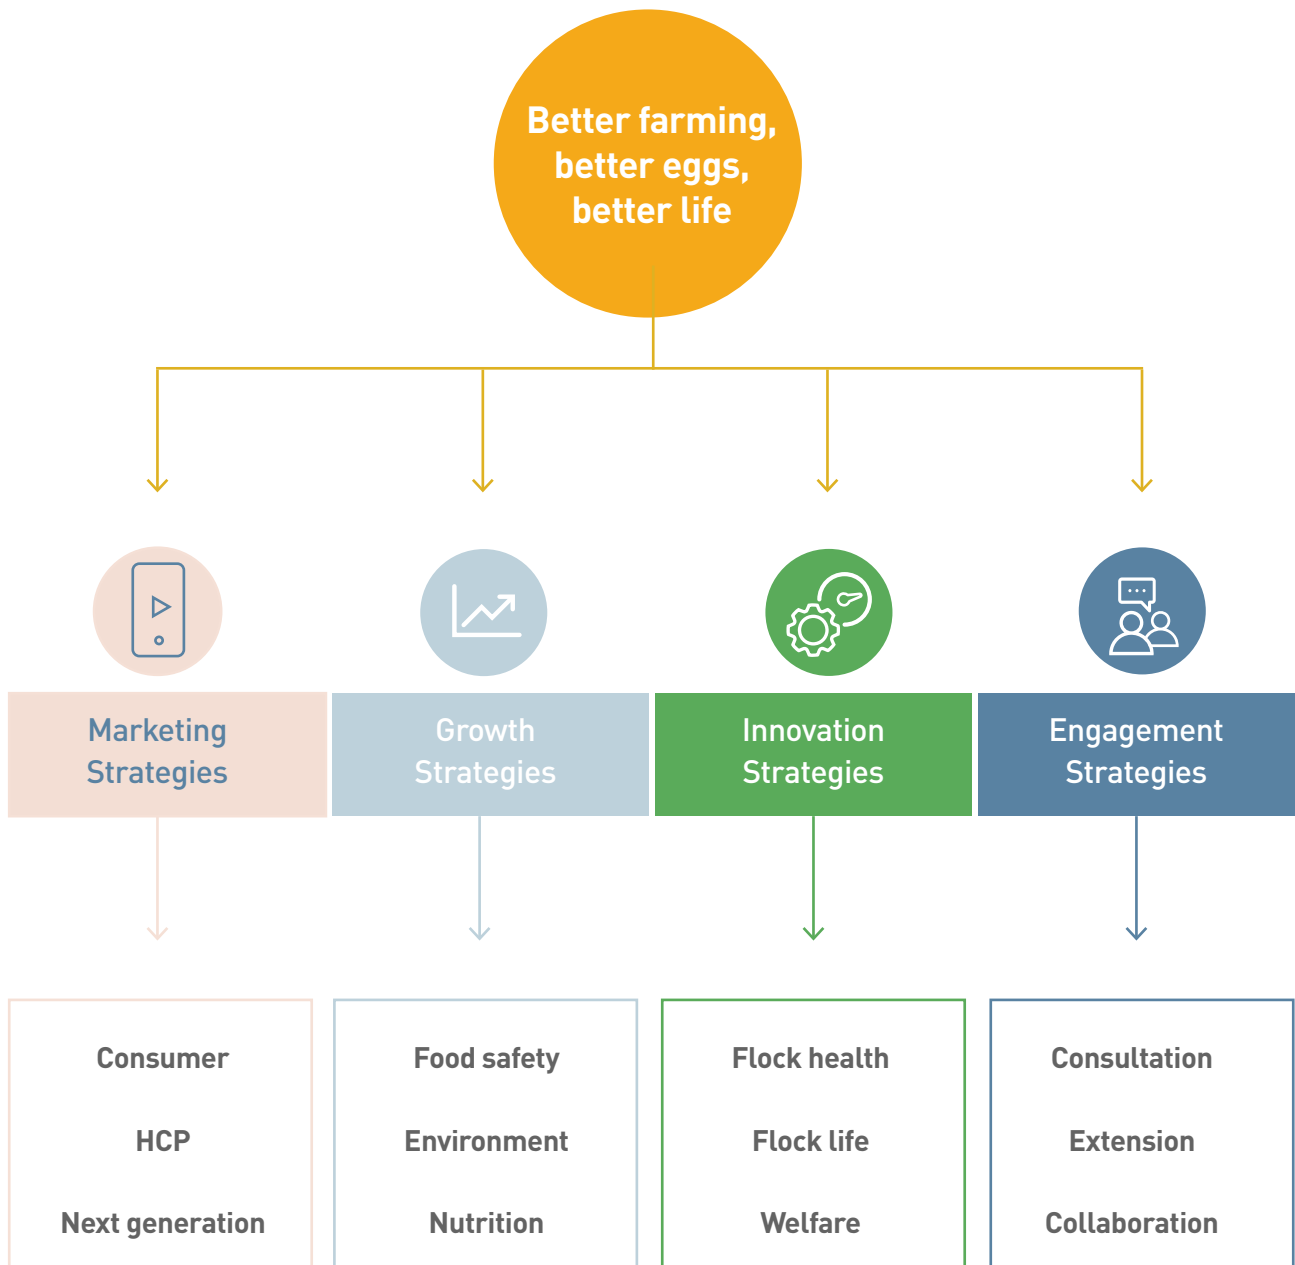 Better farming,
better eggs,
better life
Marketing
Strategies
Growth
Strategies
Innovation
Strategies
Engagement
Strategies
Consumer
HCP
Next generation
Food safety
Environment
Nutrition
Flock health
Flock life
Welfare
Consultation
Extension
Collaboration